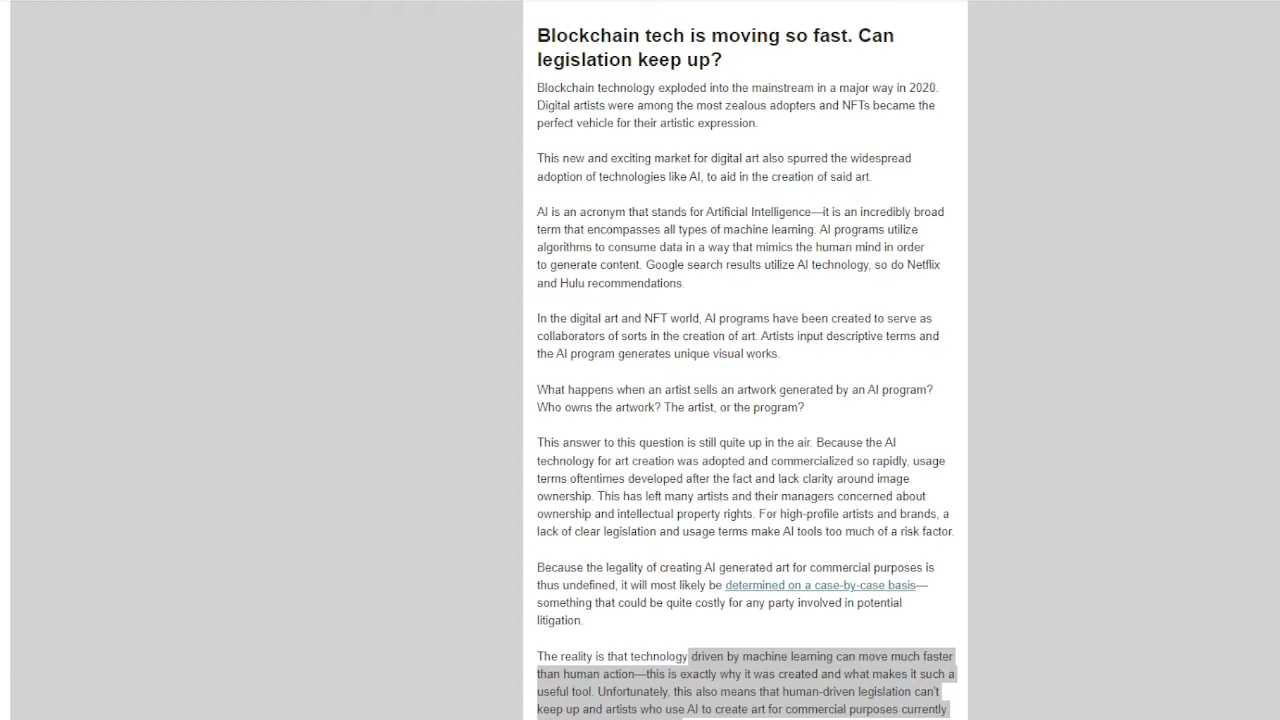 Blockchain tech is moving so fast. Can
legislation keep up?
Blockchain technology exploded into the mainstream in a major way in 2020.
Digital artists were among the most zealous adopters and NFTs became the
perfect vehicle for their artistic expression.
This new and exciting market for digital art also spurred the widespread
adoption of technologies like AI, to aid in the creation of said art.
AI is an acronym that stands for Artificial Intelligence—it is an incredibly broad
term that encompasses all types of machine learning. AI programs utilize
algorithms to consume data in a way that mimics the human mind in order
to generate content. Google search results utilize AI technology, so do Netflix
and Hulu recommendations.
In the digital art and NFT world, AI programs have been created to serve as
collaborators of sorts in the creation of art. Artists input descriptive terms and
the AI program generates unique visual works.
What happens when an artist sells an artwork generated by an AI program?
Who owns the artwork? The artist, or the program?
This answer to this question is still quite up in the air. Because the AI
technology for art creation was adopted and commercialized so rapidly, usage
terms oftentimes developed after the fact and lack clarity around image
ownership. This has left many artists and their managers concerned about
ownership and intellectual property rights. For high-profile artists and brands, a
lack of clear legislation and usage terms make AI tools too much of a risk factor.
Because the legality of creating AI generated art for commercial purposes is
thus undefined, it will most likely be determined on a case-by-case basis—
something that could be quite costly for any party involved in potential
litigation.
The reality is that technology driven by machine learning can move much faster
than human action—this is exactly why it was created and what makes it such a
useful tool. Unfortunately, this also means that human-driven legislation can't
keep up and artists who use AI to create art for commercial purposes currently